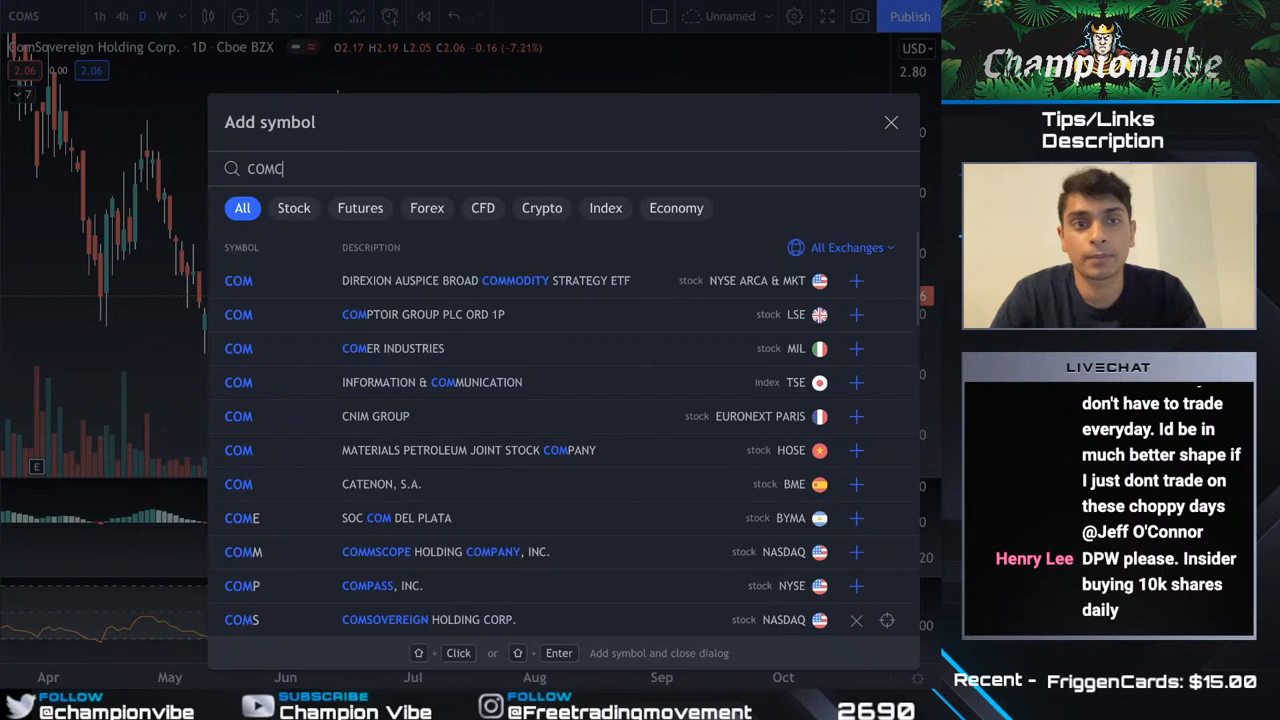 COMS
1h 4h D W
Unnamed
Publish
ComSovereign Holding Corp. · 1D · Cboe BZX
O2.17 H2.19 L2.05 C2.06 -0.16 (-7.21%)
USD
2.06 0.00 2.06
2.80
7
Add symbol
COMC
All Stock Futures Forex CFD Crypto Index Economy
SYMBOL DESCRIPTION All Exchanges
COM DIREXION AUSPICE BROAD COMMODITY STRATEGY ETF stock NYSE ARCA & MKT
COM COMPTOIR GROUP PLC ORD 1P stock LSE
COM COMER INDUSTRIES stock MIL
COM INFORMATION & COMMUNICATION index TSE
COM CNIM GROUP stock EURONEXT PARIS
COM MATERIALS PETROLEUM JOINT STOCK COMPANY stock HOSE
COM CATENON, S.A. stock BME
COME SOC COM DEL PLATA stock BYMA
COMM COMMSCOPE HOLDING COMPANY, INC. stock NASDAQ
COMP COMPASS, INC. stock NYSE
COMS COMSOVEREIGN HOLDING CORP. stock NASDAQ
Click or Enter Add symbol and close dialog
E
Apr May Jun Jul Aug Sep Oct
ChampionVibe
Tips/Links
Description
LIVECHAT
don't have to trade
everyday. Id be in
much better shape if
I just dont trade on
these choppy days
@Jeff O'Connor
Henry Lee DPW please. Insider
buying 10k shares
daily
Recent - FriggenCards: $15.00
FOLLOW
@championvibe
SUBSCRIBE
Champion Vibe
FOLLOW
@Freetradingmovement
2690